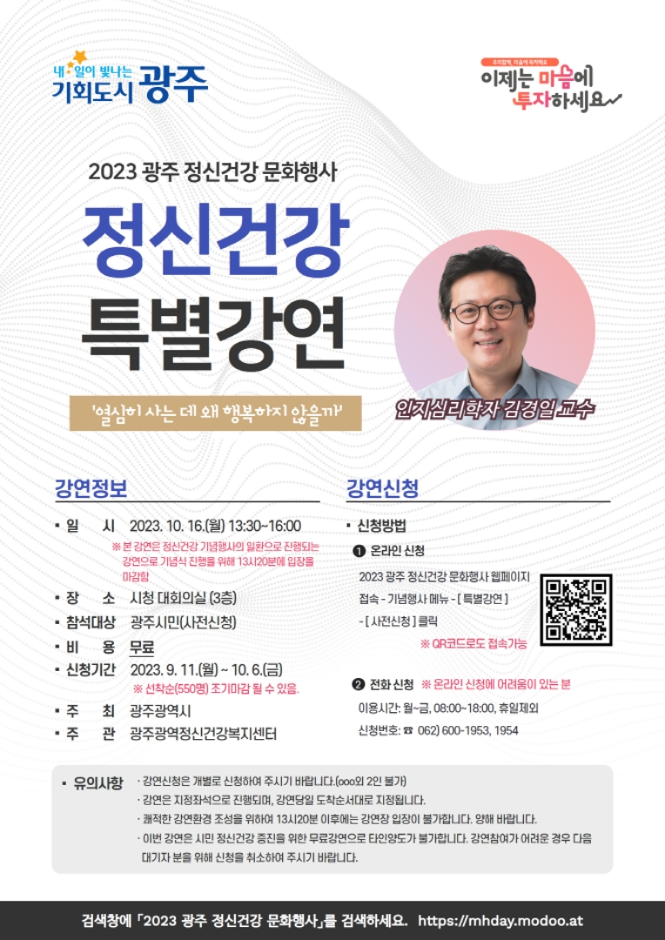 내☆일이 빛나는
기회도시 광주
우리함께, 마음에 투자해요
이제는 마음에
투자하세요
2023 광주 정신건강 문화행사
정신건강
특별강연
'열심히 사는 데 왜 행복하지 않을까'
인지심리학자 김경일 교수
강연정보
▪ 일 시 2023. 10. 16.(월) 13:30~16:00
※ 본 강연은 정신건강 기념행사의 일환으로 진행되는
강연으로 기념식 진행을 위해 13시20분에 입장을
마감함
▪ 장 소 시청 대회의실 (3층)
▪ 참석대상 광주시민(사전신청)
▪ 비 용 무료
▪ 신청기간 2023. 9. 11.(월) ~ 10. 6.(금)
※ 선착순(550명) 조기마감 될 수 있음.
▪ 주 최 광주광역시
▪ 주 관 광주광역정신건강복지센터
강연신청
▪ 신청방법
❶ 온라인 신청
2023 광주 정신건강 문화행사 웹페이지
접속 - 기념행사 메뉴 - [ 특별강연 ]
- [ 사전신청 ] 클릭
※ QR코드로도 접속가능
❷ 전화 신청 ※ 온라인 신청에 어려움이 있는 분
이용시간: 월~금, 08:00~18:00, 휴일제외
신청번호: ☎ 062) 600-1953, 1954
▪ 유의사항 · 강연신청은 개별로 신청하여 주시기 바랍니다.(ooo외 2인 불가)
· 강연은 지정좌석으로 진행되며, 강연당일 도착순서대로 지정됩니다.
· 쾌적한 강연환경 조성을 위하여 13시20분 이후에는 강연장 입장이 불가합니다. 양해 바랍니다.
· 이번 강연은 시민 정신건강 증진을 위한 무료강연으로 타인양도가 불가합니다. 강연참여가 어려운 경우 다음
대기자 분을 위해 신청을 취소하여 주시기 바랍니다.
검색창에 「2023 광주 정신건강 문화행사」를 검색하세요. https://mhday.modoo.at